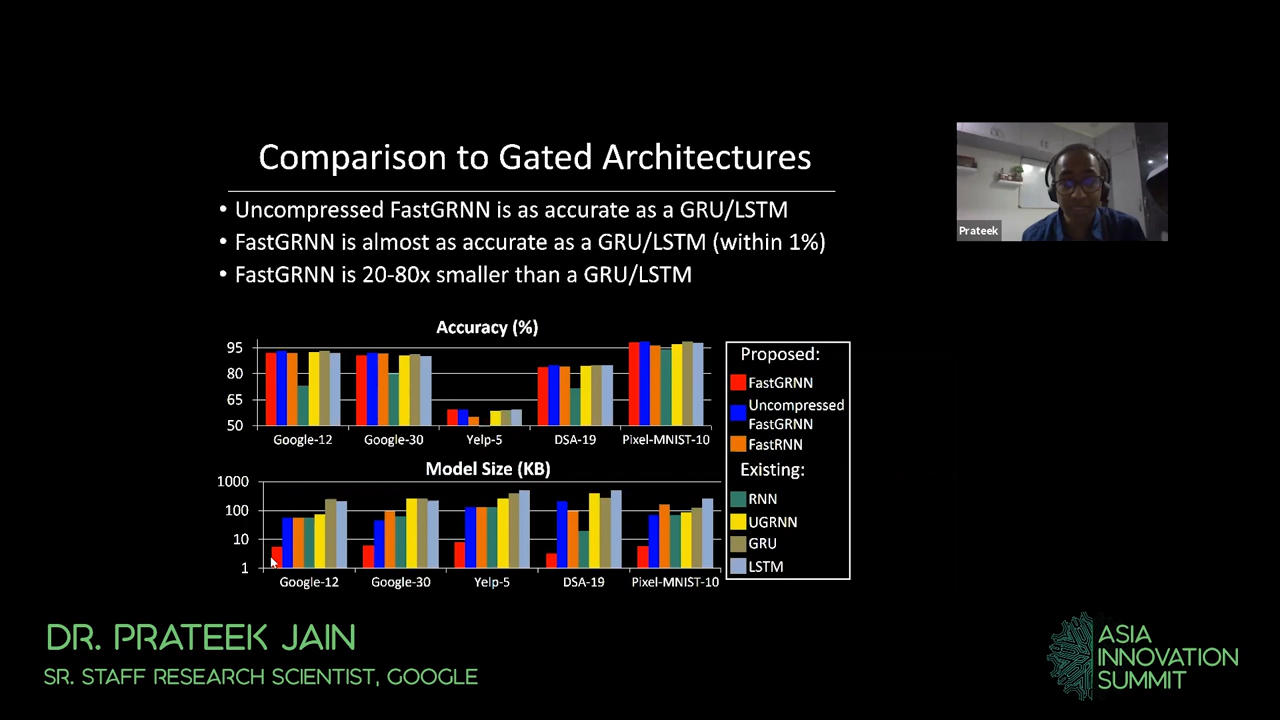 Comparison to Gated Architectures
• Uncompressed FastGRNN is as accurate as a GRU/LSTM
• FastGRNN is almost as accurate as a GRU/LSTM (within 1%)
• FastGRNN is 20-80x smaller than a GRU/LSTM
Prateek
Accuracy (%)
95
80
65
50
Google-12 Google-30 Yelp-5 DSA-19 Pixel-MNIST-10
Model Size (KB)
1000
100
10
1
Google-12 Google-30 Yelp-5 DSA-19 Pixel-MNIST-10
Proposed:
FastGRNN
Uncompressed
FastGRNN
FastRNN
Existing:
RNN
UGRNN
GRU
LSTM
DR. PRATEEK JAIN
SR. STAFF RESEARCH SCIENTIST, GOOGLE
ASIA
INNOVATION
SUMMIT